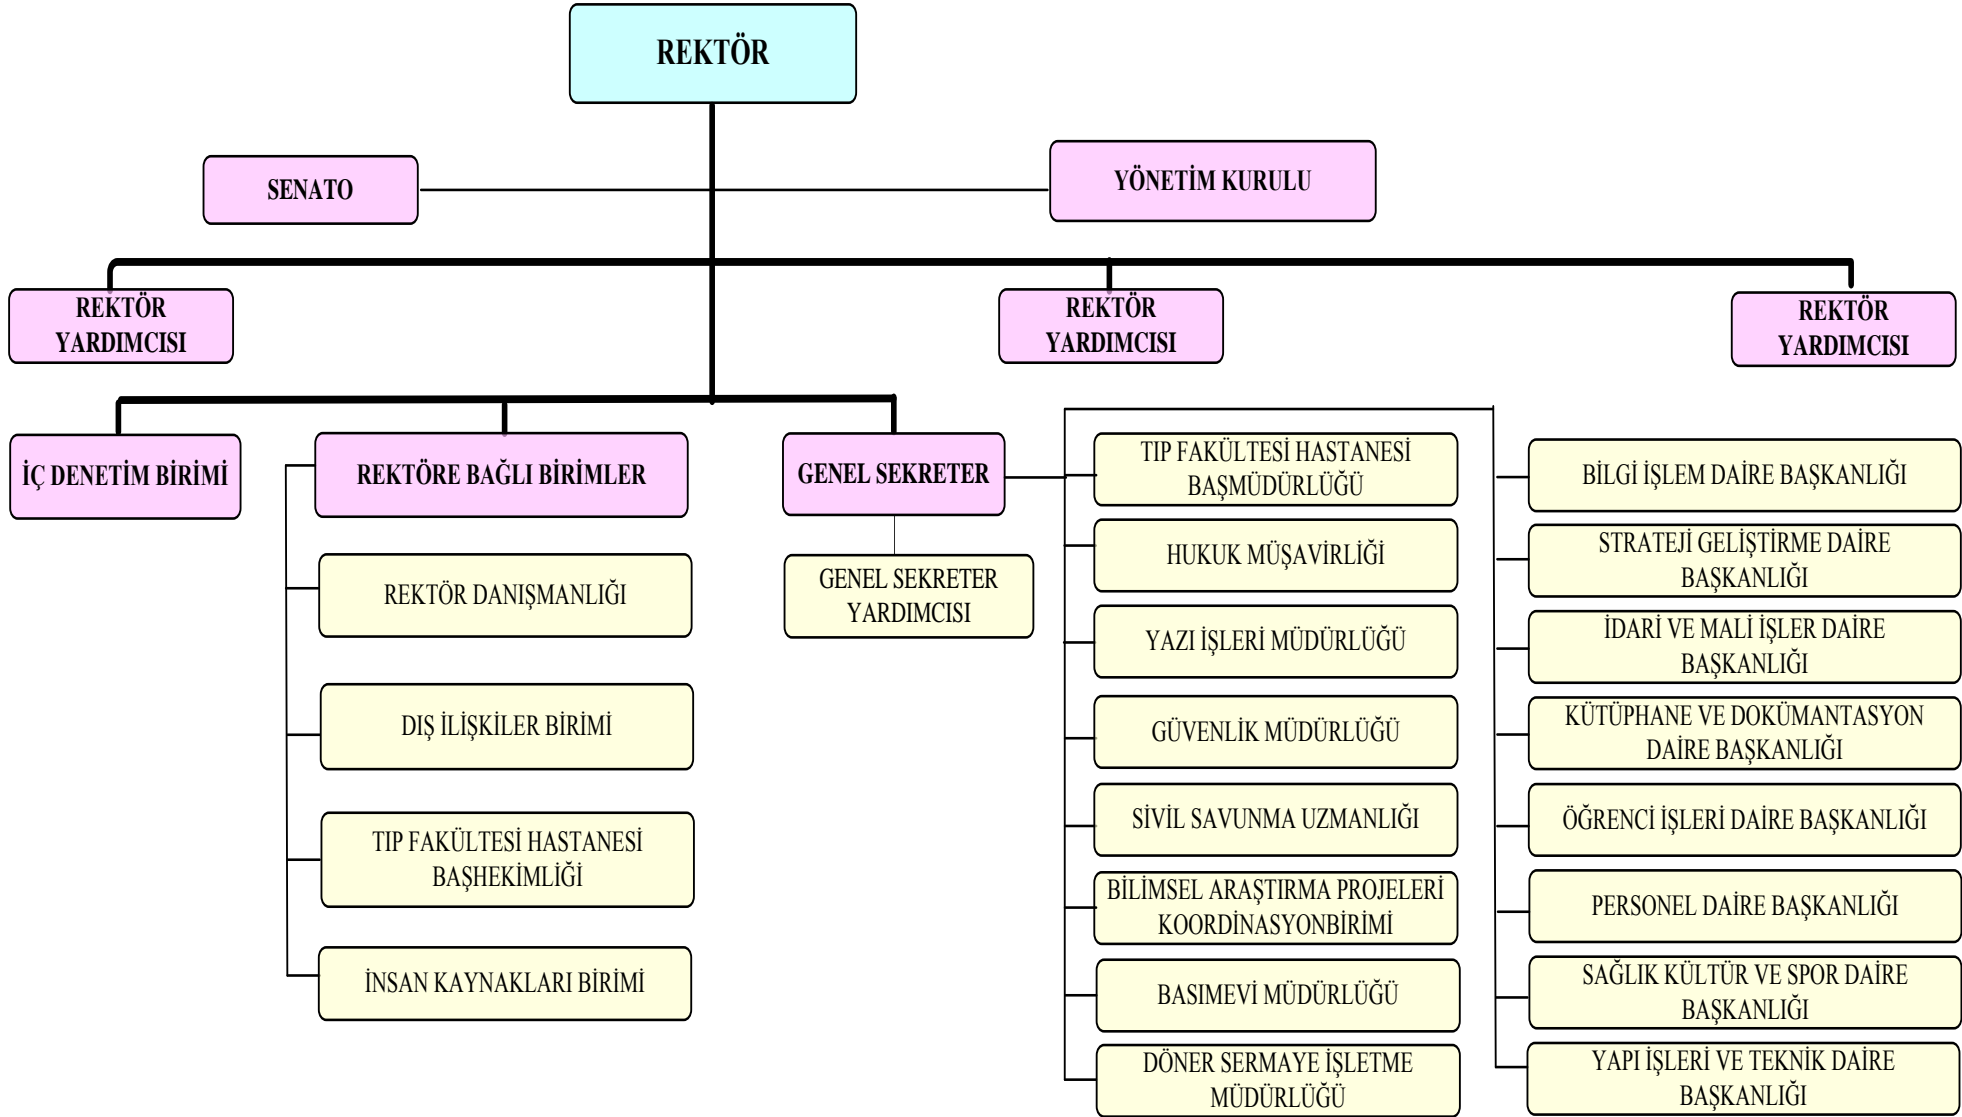 REKTÖR
SENATO
YÖNETİM KURULU
REKTÖR
YARDIMCISI
REKTÖR
YARDIMCISI
REKTÖR
YARDIMCISI
İÇ DENETİM BİRİMİ
REKTÖRE BAĞLI BİRİMLER
REKTÖR DANIŞMANLIĞI
DIŞ İLİŞKİLER BİRİMİ
TIP FAKÜLTESİ HASTANESİ
BAŞHEKİMLİĞİ
İNSAN KAYNAKLARI BİRİMİ
GENEL SEKRETER
GENEL SEKRETER
YARDIMCISI
TIP FAKÜLTESİ HASTANESİ
BAŞMÜDÜRLÜĞÜ
HUKUK MÜŞAVİRLİĞİ
YAZI İŞLERİ MÜDÜRLÜĞÜ
GÜVENLİK MÜDÜRLÜĞÜ
SİVİL SAVUNMA UZMANLIĞI
BİLİMSEL ARAŞTIRMA PROJELERİ
KOORDİNASYONBİRİMİ
BASIMEVİ MÜDÜRLÜĞÜ
DÖNER SERMAYE İŞLETME
MÜDÜRLÜĞÜ
BİLGİ İŞLEM DAİRE BAŞKANLIĞI
STRATEJİ GELİŞTİRME DAİRE
BAŞKANLIĞI
İDARİ VE MALİ İŞLER DAİRE
BAŞKANLIĞI
KÜTÜPHANE VE DOKÜMANTASYON
DAİRE BAŞKANLIĞI
ÖĞRENCİ İŞLERİ DAİRE BAŞKANLIĞI
PERSONEL DAİRE BAŞKANLIĞI
SAĞLIK KÜLTÜR VE SPOR DAİRE
BAŞKANLIĞI
YAPI İŞLERİ VE TEKNİK DAİRE
BAŞKANLIĞI